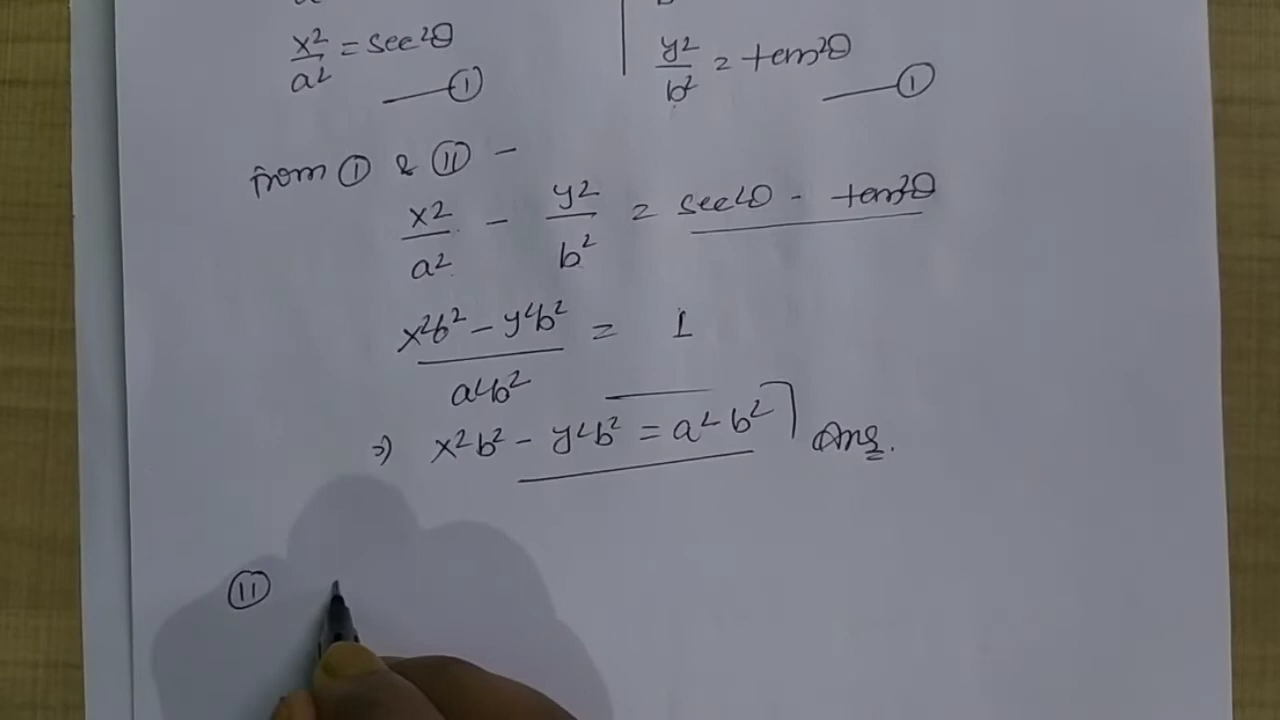 x²/a² = sec²θ
—①
y²/b² = tan²θ
—①
from ① & ⑪ -
x²/a² - y²/b² = sec²θ - tan²θ
x²b² - y²b²/a²b² = 1
⇒) x²b² - y²b² = a²b² Ans.
⑪